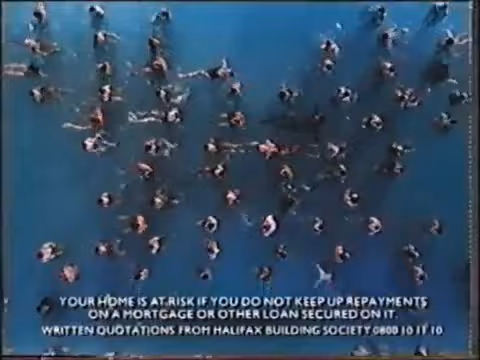 YOUR HOME IS AT RISK IF YOU DO NOT KEEP UP REPAYMENTS
ON A MORTGAGE OR OTHER LOAN SECURED ON IT.
WRITTEN QUOTATIONS FROM HALIFAX BUILDING SOCIETY 0800 10 11 10